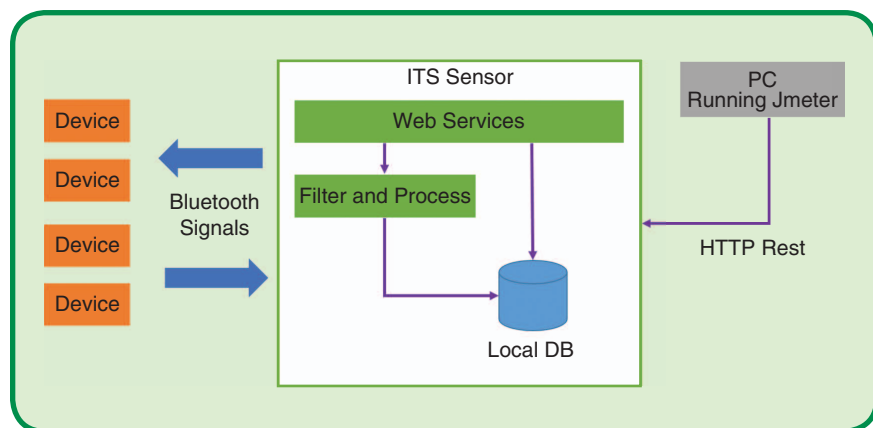 ITS Sensor
PC
Running Jmeter
Device
Device
Device
Device
Bluetooth
Signals
Web Services
Filter and Process
Local DB
HTTP Rest